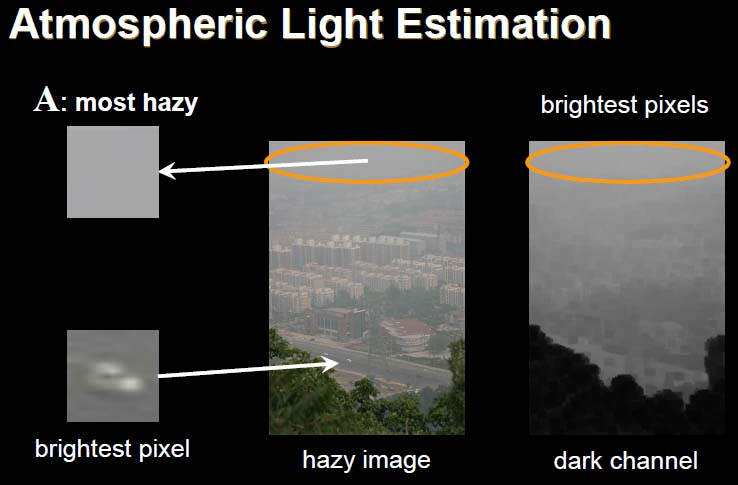 Atmospheric Light Estimation
A: most hazy
brightest pixels
brightest pixel
hazy image
dark channel